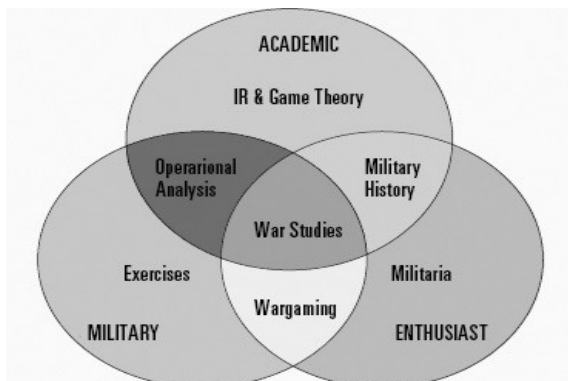 ACADEMIC
IR & Game Theory
Operarional
Analysis
Military
History
War Studies
Exercises
Militaria
Wargaming
MILITARY
ENTHUSIAST